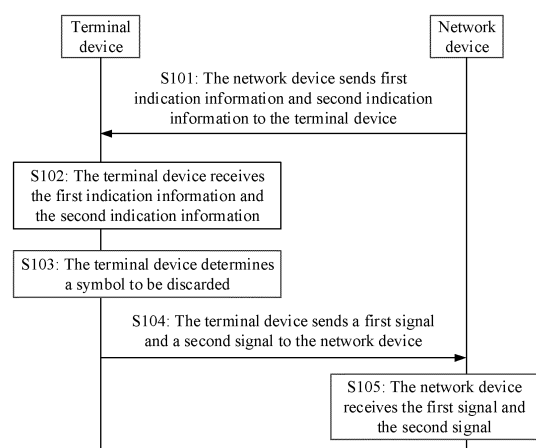 Terminal
device
Network
device
S101: The network device sends first
indication information and second indication
information to the terminal device
S102: The terminal device receives
the first indication information and
the second indication information
S103: The terminal device determines
a symbol to be discarded
S104: The terminal device sends a first signal
and a second signal to the network device
S105: The network device
receives the first signal and
the second signal